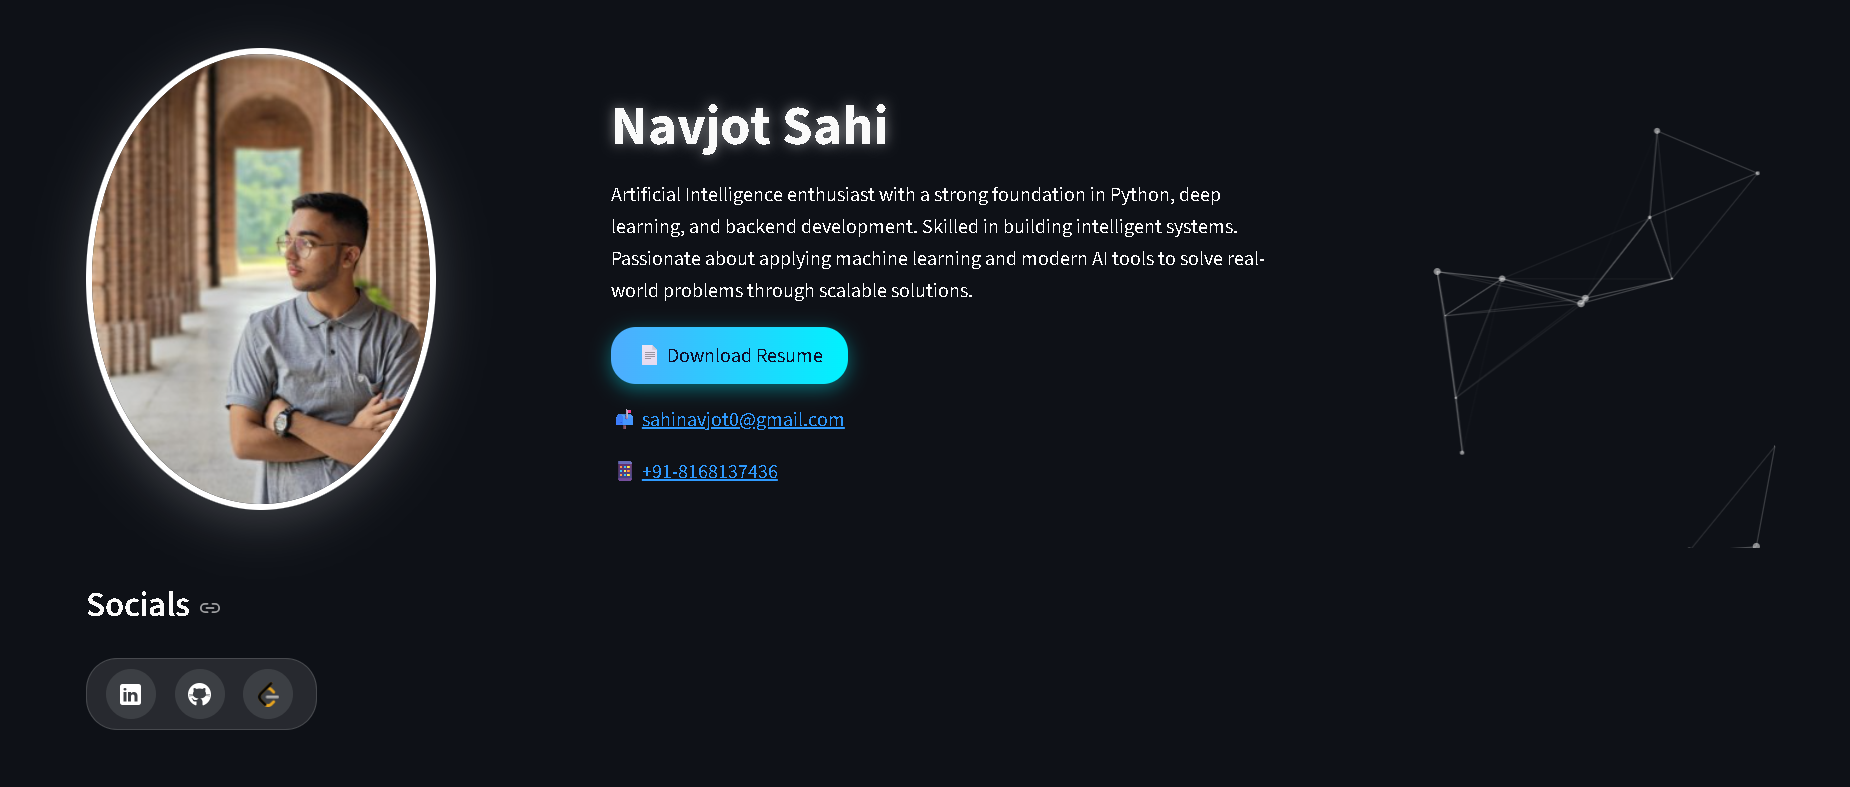 Navjot Sahi
Artificial Intelligence enthusiast with a strong foundation in Python, deep
learning, and backend development. Skilled in building intelligent systems.
Passionate about applying machine learning and modern AI tools to solve real-
world problems through scalable solutions.
Download Resume
sahinavjot0@gmail.com
+91-8168137436
Socials
in